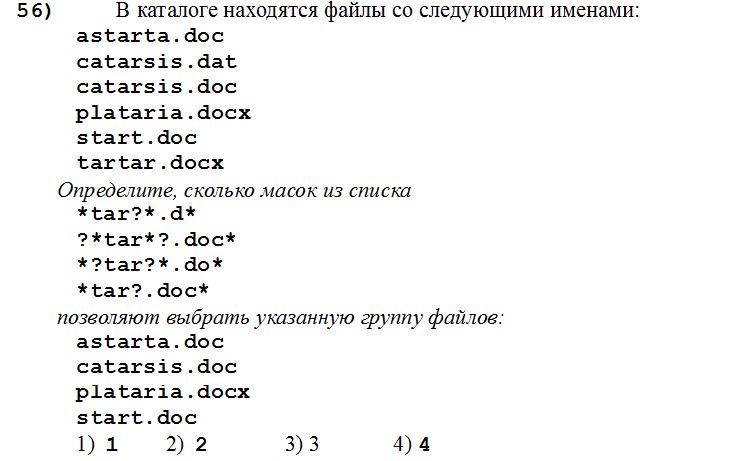 56) В каталоге находятся файлы со следующими именами:
astarta.doc
catarsis.dat
catarsis.doc
plataria.docx
start.doc
tartar.docx
Определите, сколько масок из списка
*tar?*.d*
?*tar*?.doc*
*?tar?*.do*
*tar?.doc*
позволяют выбрать указанную группу файлов:
astarta.doc
catarsis.doc
plataria.docx
start.doc
1) 1 2) 2 3) 3 4) 4